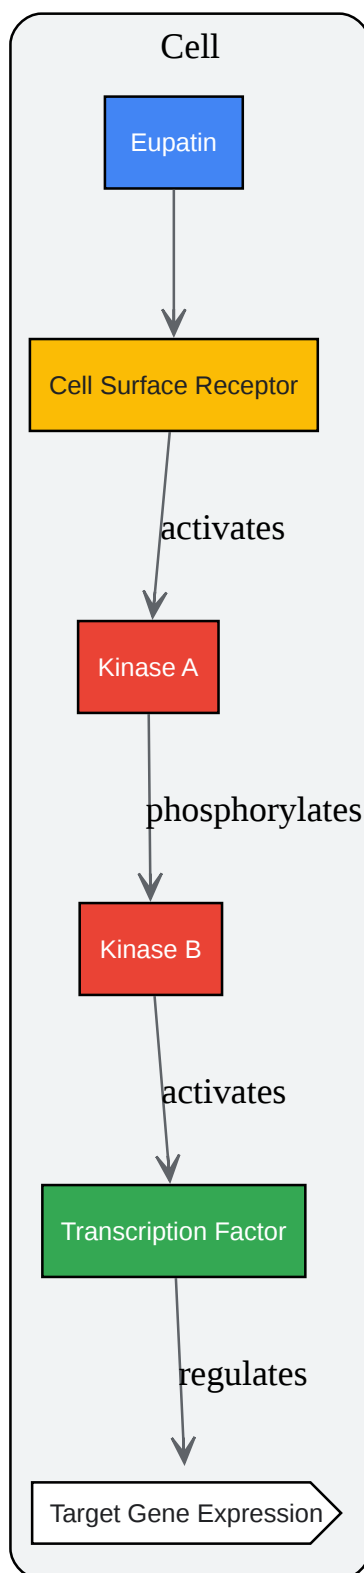 Cell
Eupatin
Cell Surface Receptor
activates
Kinase A
phosphorylates
Kinase B
activates
Transcription Factor
regulates
Target Gene Expression